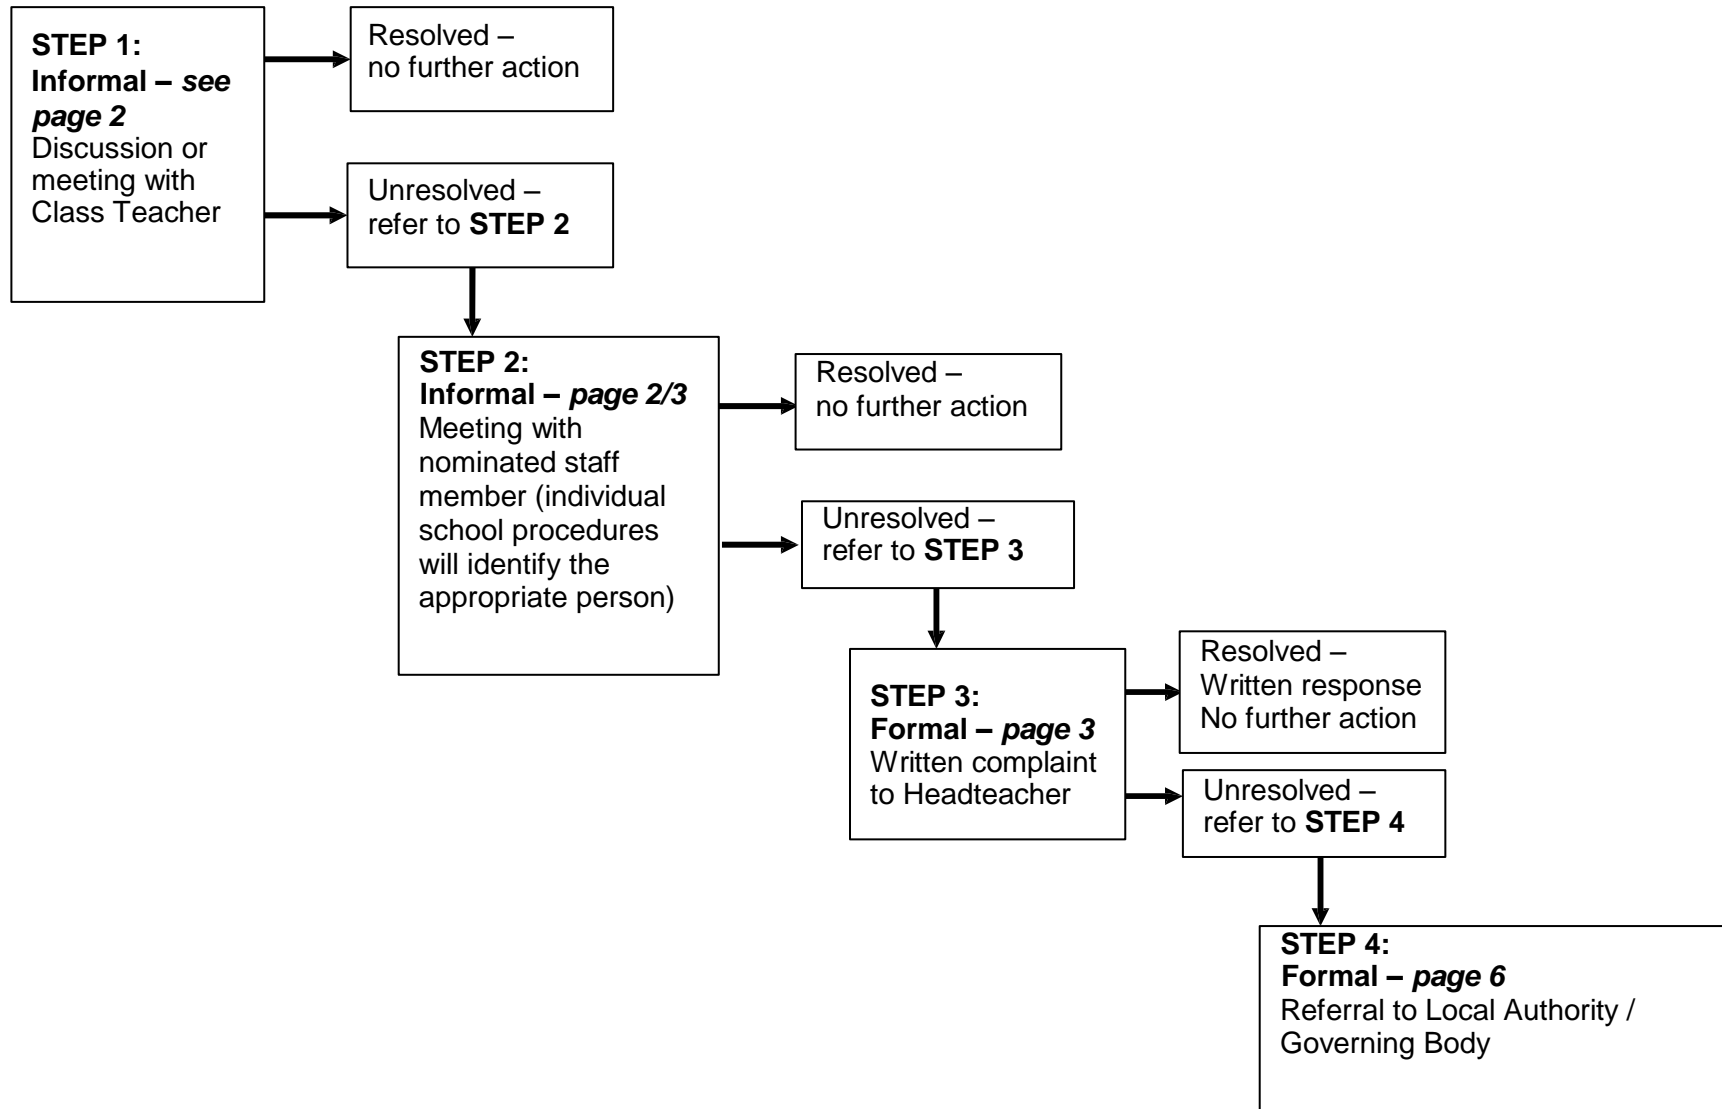 STEP 1:
Informal – see
page 2
Discussion or
meeting with
Class Teacher
Resolved –
no further action
Unresolved –
refer to STEP 2
STEP 2:
Informal – page 2/3
Meeting with
nominated staff
member (individual
school procedures
will identify the
appropriate person)
Resolved –
no further action
Unresolved –
refer to STEP 3
STEP 3:
Formal – page 3
Written complaint
to Headteacher
Resolved –
Written response
No further action
Unresolved –
refer to STEP 4
STEP 4:
Formal – page 6
Referral to Local Authority /
Governing Body